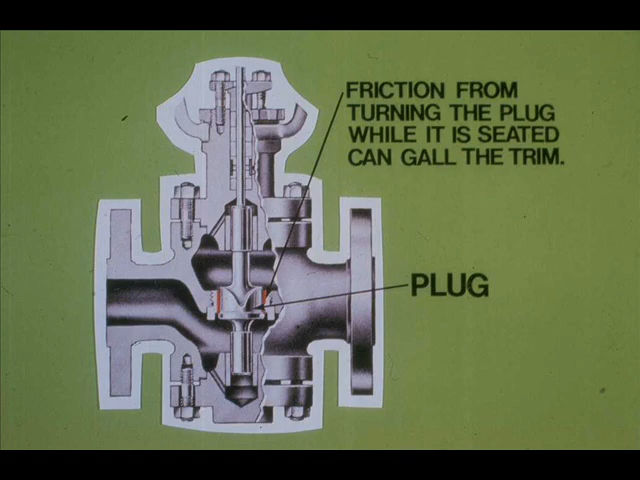 FRICTION FROM
TURNING THE PLUG
WHILE IT IS SEATED
CAN GALL THE TRIM.
PLUG